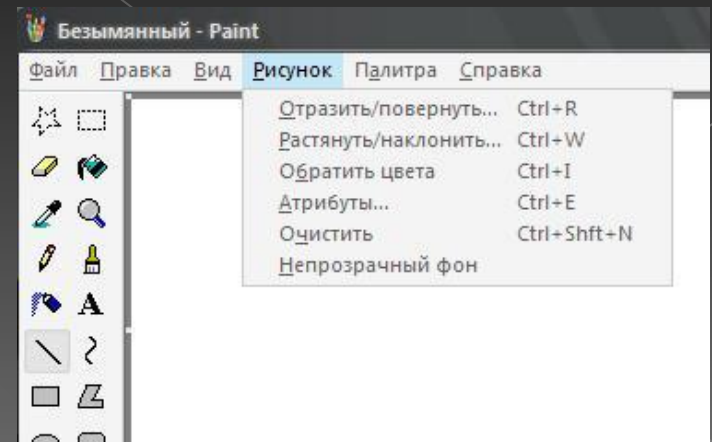 Безымянный - Paint
Файл Правка Вид Рисунок Палитра Справка
Отразить/повернуть... Ctrl+R
Растянуть/наклонить... Ctrl+W
Обратить цвета Ctrl+I
Атрибуты... Ctrl+E
Очистить Ctrl+Shft+N
Непрозрачный фон
A